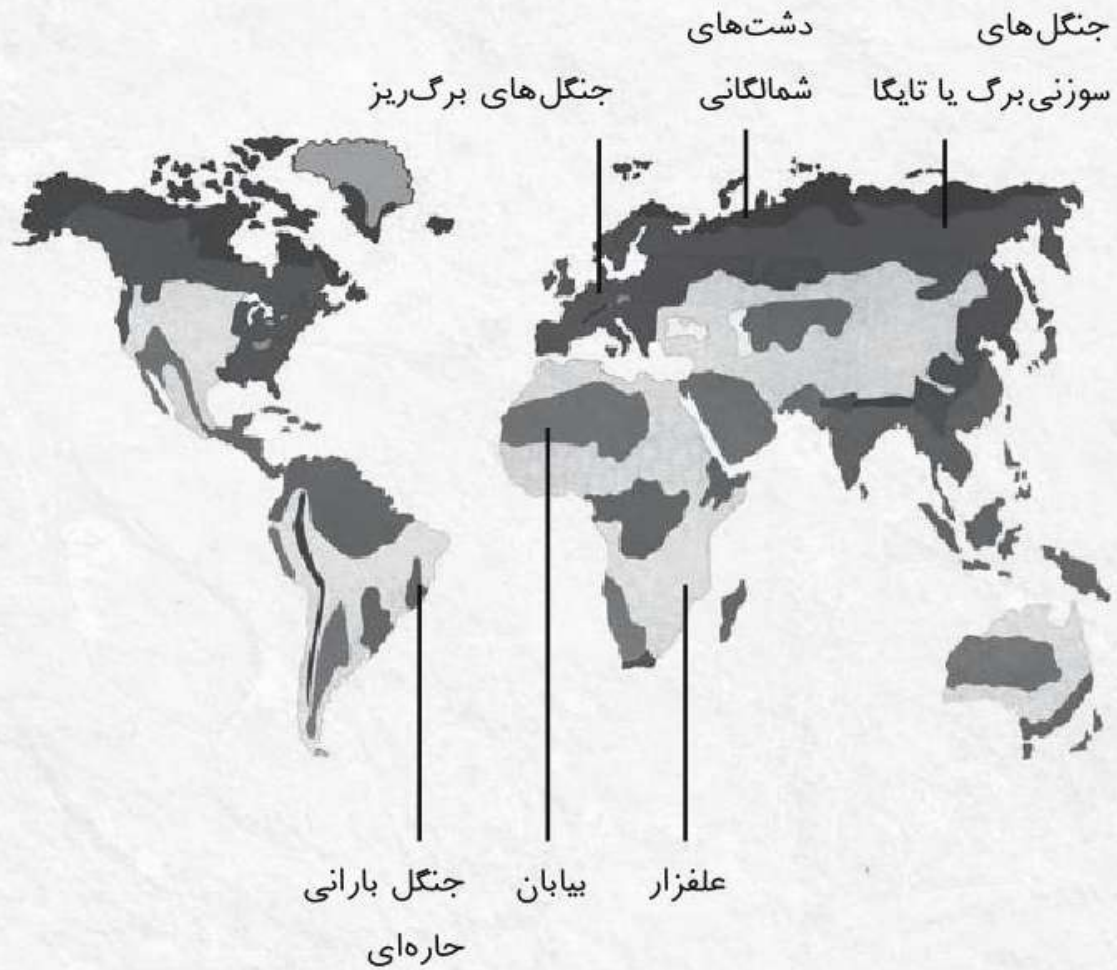 جنگل‌های
سوزنی‌برگ یا تایگا
دشت‌های
شمالگانی
جنگل‌های برگ‌ریز
علفزار
بیابان
جنگل بارانی
حاره‌ای